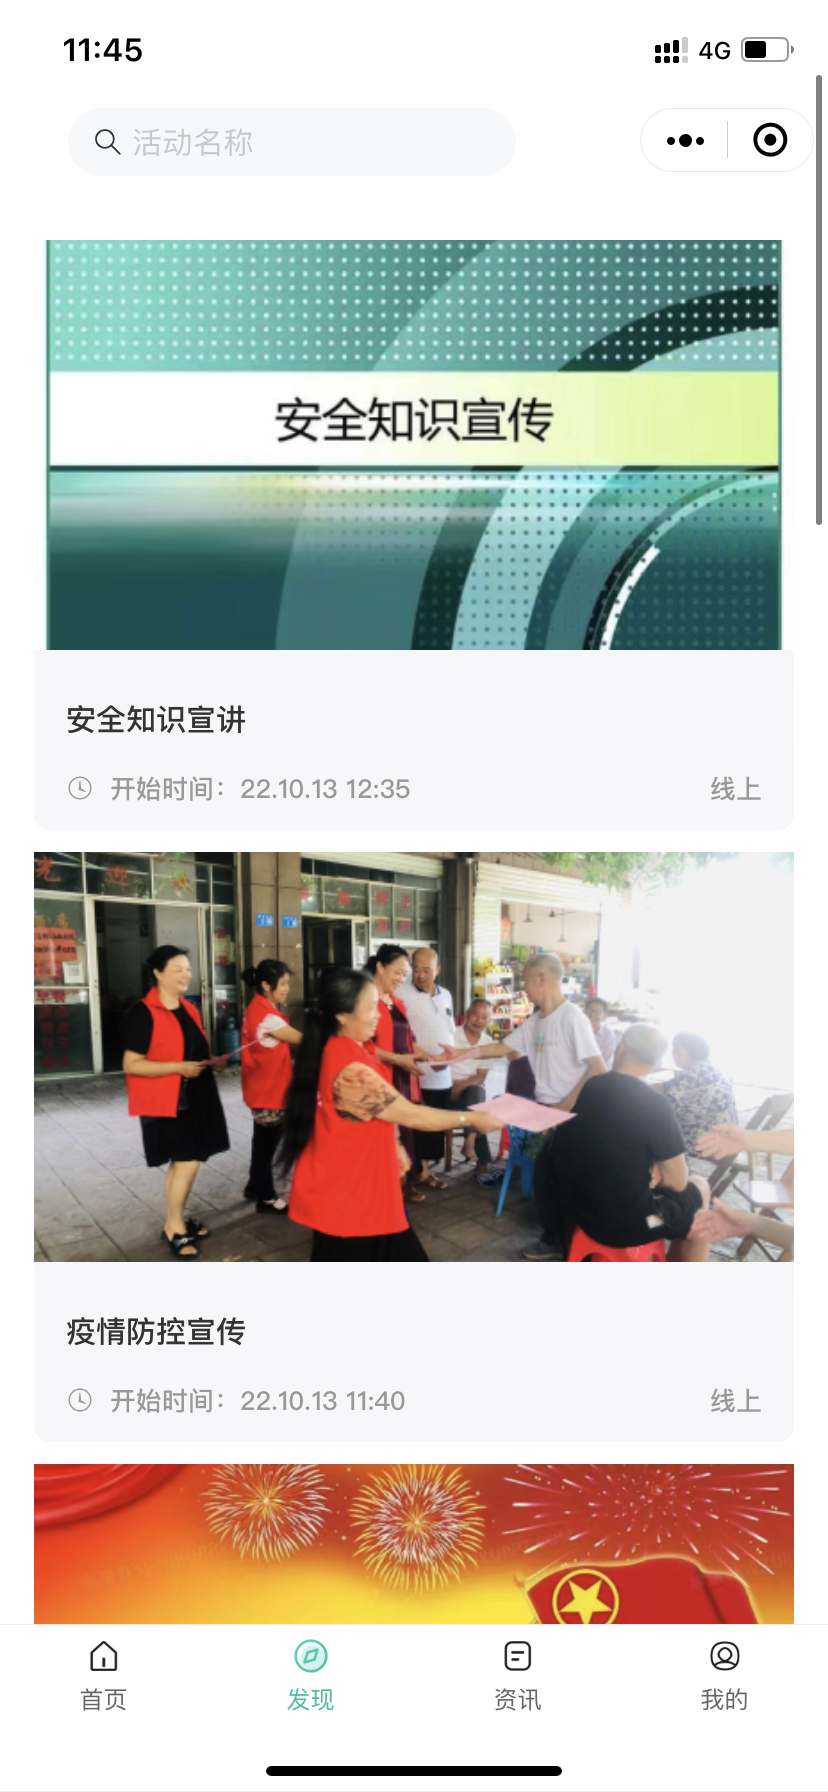 11:45
4G
活动名称
安全知识宣传
安全知识宣讲
开始时间：22.10.13 12:35
线上
疫情防控宣传
开始时间：22.10.13 11:40
线上
首页
发现
资讯
我的